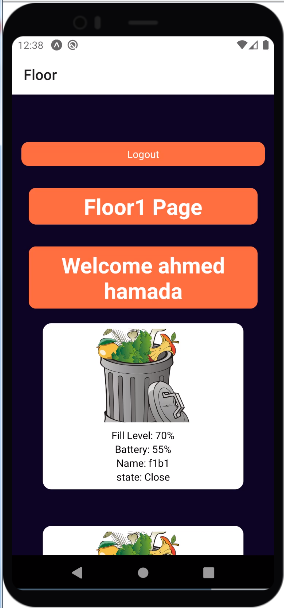 12:38
Floor
Logout
Floor1 Page
Welcome ahmed
hamada
Fill Level: 70%
Battery: 55%
Name: f1b1
state: Close